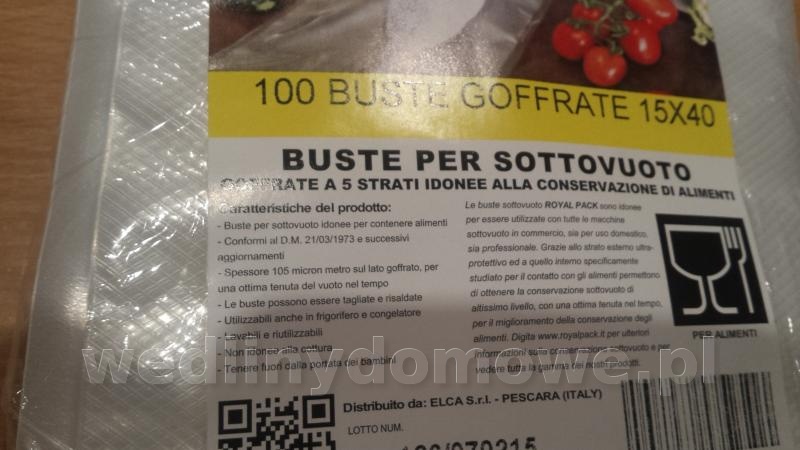 100 BUSTE GOFFRATE 15X40
BUSTE PER SOTTOVUOTO
GOFFRATE A 5 STRATI IDONEE ALLA CONSERVAZIONE DI ALIMENTI
Caratteristiche del prodotto:
- Buste per sottovuoto idonee per contenere alimenti
- Conformi al D.M. 21/03/1973 e successivi
aggiornamenti
- Spessore 105 micron metro sul lato goffrato, per
una ottima tenuta del vuoto nel tempo
- Le buste possono essere tagliate e risaldate
- Utilizzabili anche in frigorifero e congelatore
- Lavabili e riutilizzabili
- Non idonee alla cottura
- Tenere fuori dalla portata dei bambini
Le buste sottovuoto ROYAL PACK sono idonee
per essere utilizzate con tutte le macchine
sottovuoto in commercio, sia per uso domestico,
sia professionale. Grazie allo strato esterno ultra-
protettivo ed a quello interno specificamente
studiato per il contatto con gli alimenti permettono
di ottenere la conservazione sottovuoto di
altissimo livello, con una ottima tenuta nel tempo,
per il miglioramento della conservazione degli
alimenti. Digita www.royalpack.it per ulteriori
informazioni sulla conservazione sottovuoto e per
vedere tutta la gamma dei nostri prodotti.
PER ALIMENTI
wedlinydomowe.pl
Distribuito da: ELCA S.r.l. - PESCARA (ITALY)
LOTTO NUM.